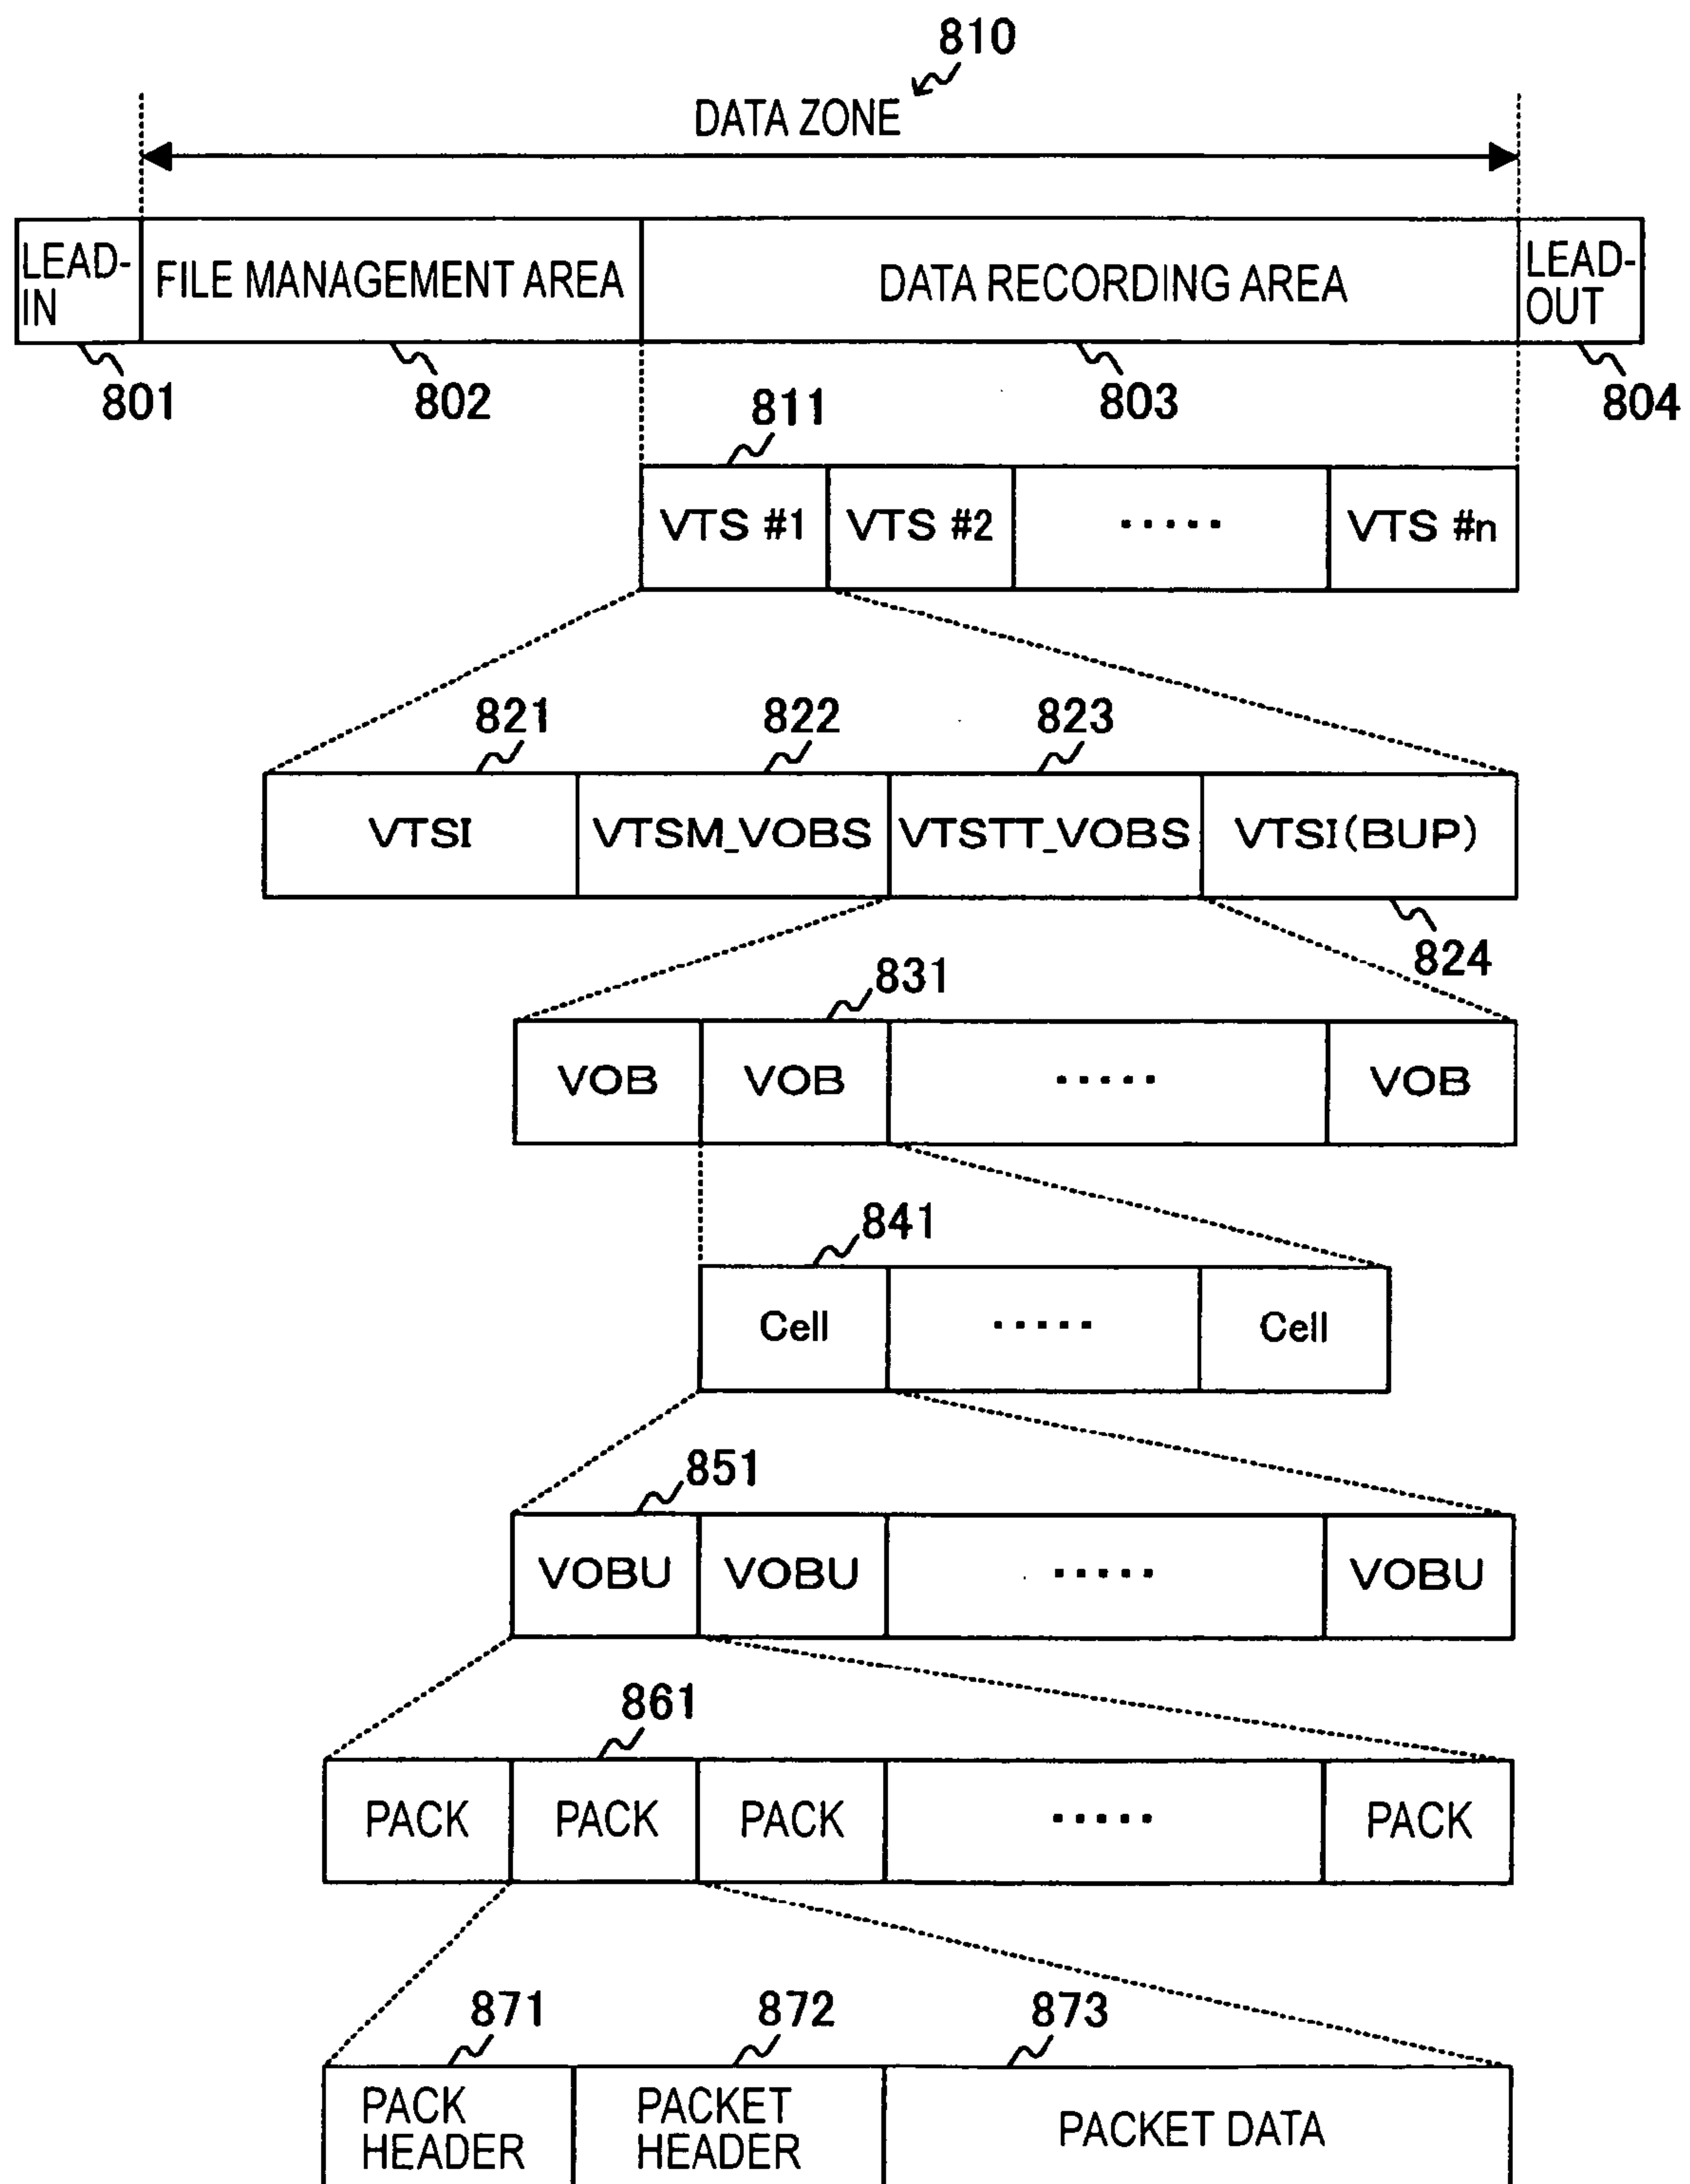 810
DATA ZONE
LEAD-
IN
FILE MANAGEMENT AREA
DATA RECORDING AREA
LEAD-
OUT
801
802
811
803
804
VTS #1
VTS #2
.....
VTS #n
821
822
823
VTSI
VTSM_VOBS
VTSTT_VOBS
VTSI(BUP)
824
831
VOB
VOB
.....
VOB
841
Cell
.....
Cell
851
VOBU
VOBU
.....
VOBU
861
PACK
PACK
PACK
.....
PACK
871
872
873
PACK
HEADER
PACKET
HEADER
PACKET DATA